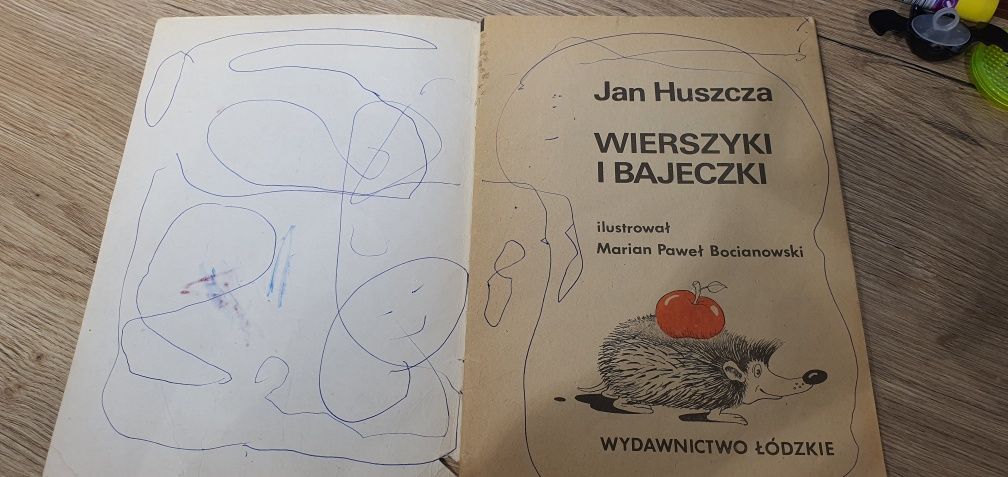 Jan Huszcza
WIERSZYKI
I BAJECZKI
ilustrował
Marian Paweł Bocianowski
WYDAWNICTWO ŁÓDZKIE